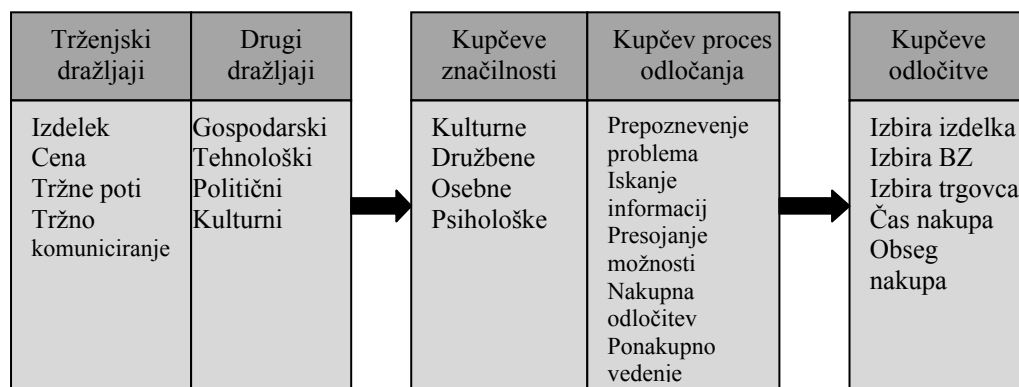 Trženjski
dražljaji
Drugi
dražljaji
Kupčeve
značilnosti
Kupčev proces
odločanja
Kupčeve
odločitve
Izdelek
Cena
Tržne poti
Tržno
komuniciranje
Gospodarski
Tehnološki
Politični
Kulturni
Kulturne
Družbene
Osebne
Psihološke
Prepoznevenje
problema
Iskanje
informacij
Presojanje
možnosti
Nakupna
odločitev
Ponakupno
vedenje
Izbira izdelka
Izbira BZ
Izbira trgovca
Čas nakupa
Obseg
nakupa